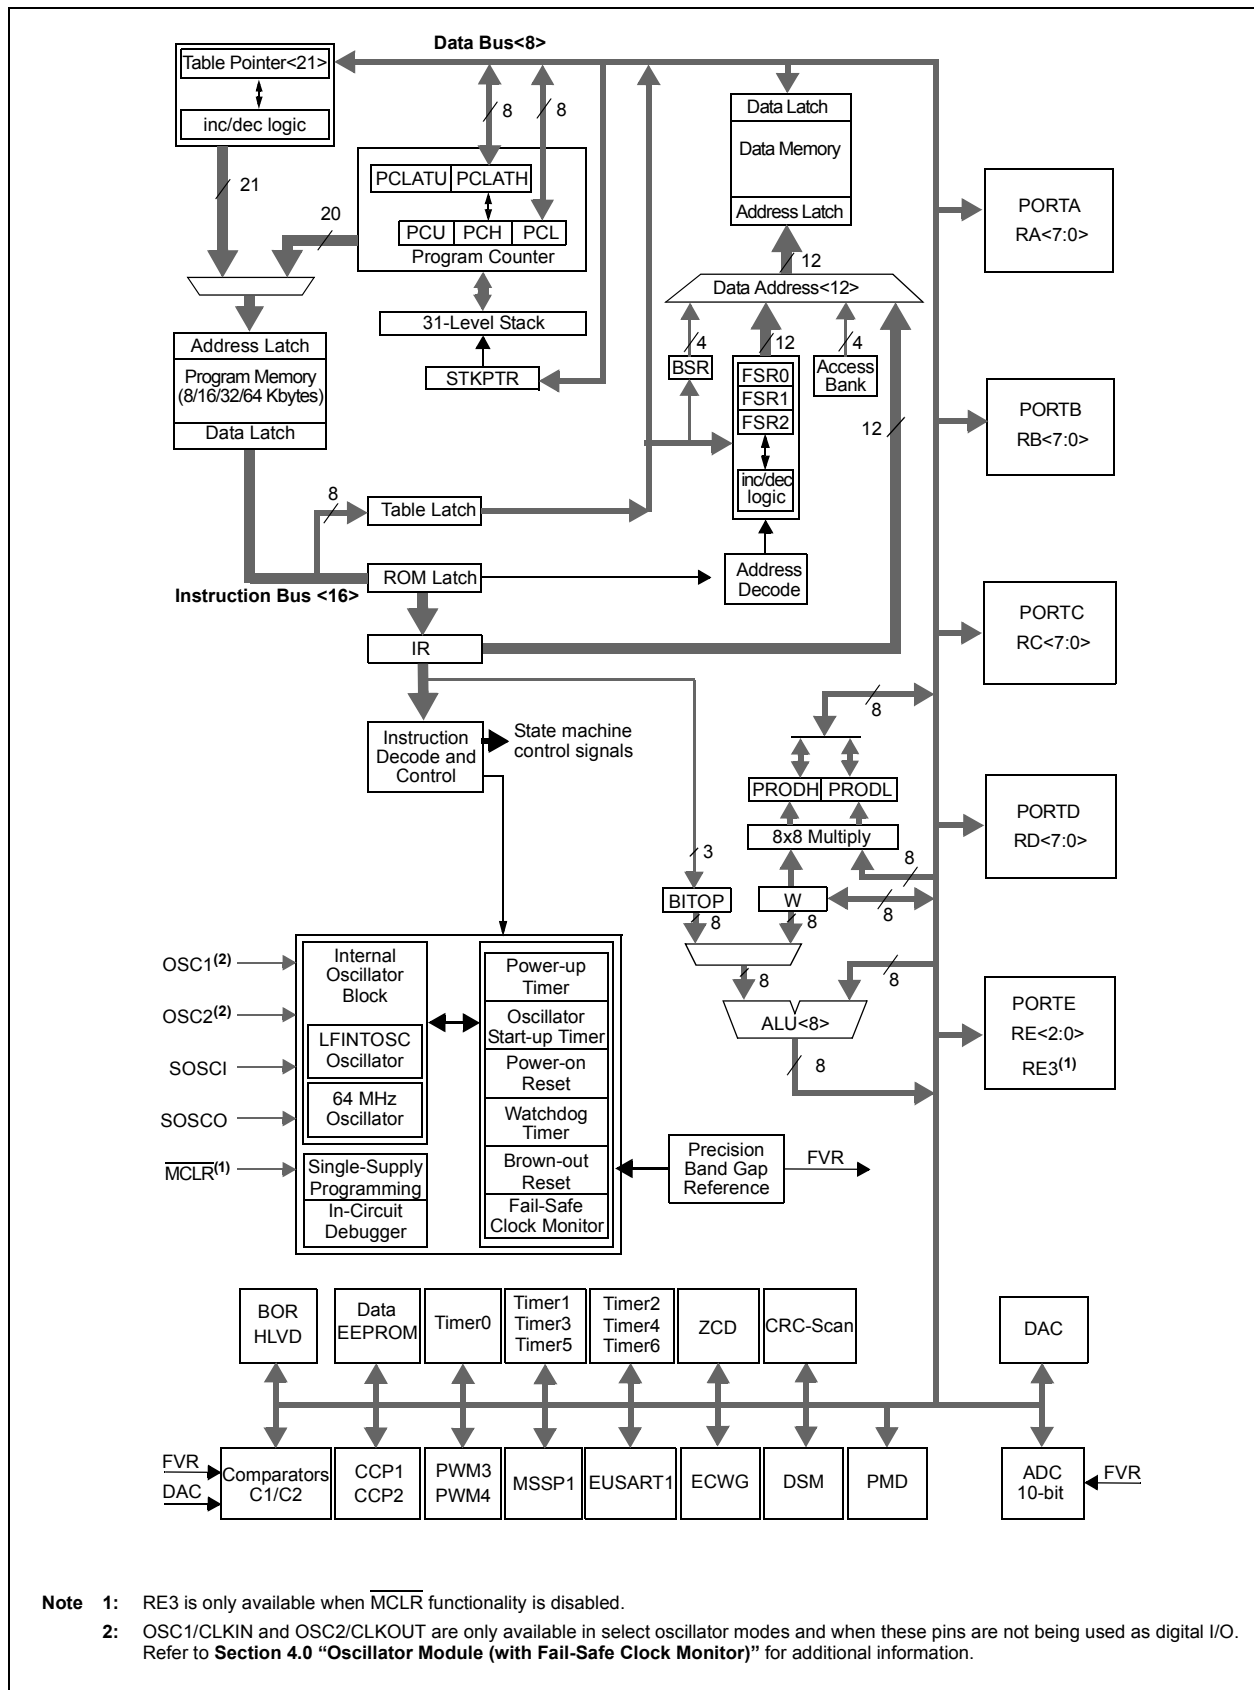 Data Bus<8>
Table Pointer<21>
inc/dec logic
8
8
21
20
PCLATU
PCLATH
PCU
PCH
PCL
Program Counter
31-Level Stack
STKPTR
Address Latch
Program Memory
(8/16/32/64 Kbytes)
Data Latch
Data Latch
Data Memory
Address Latch
12
Data Address<12>
4
12
4
BSR
FSR0
FSR1
FSR2
inc/dec
logic
Access
Bank
12
8
Table Latch
ROM Latch
Instruction Bus <16>
Address
Decode
IR
Instruction
Decode and
Control
State machine
control signals
8
PRODH
PRODL
8x8 Multiply
3
8
BITOP
W
8
8
8
8
8
ALU<8>
8
PORTA
RA<7:0>
PORTB
RB<7:0>
PORTC
RC<7:0>
PORTD
RD<7:0>
PORTE
RE<2:0>
RE3(1)
OSC1(2)
OSC2(2)
SOSCI
SOSCO
MCLR(1)
Internal
Oscillator
Block
LFINTOSC
Oscillator
64 MHz
Oscillator
Single-Supply
Programming
In-Circuit
Debugger
Power-up
Timer
Oscillator
Start-up Timer
Power-on
Reset
Watchdog
Timer
Brown-out
Reset
Fail-Safe
Clock Monitor
Precision
Band Gap
Reference
FVR
BOR
HLVD
Data
EEPROM
Timer0
Timer1
Timer3
Timer5
Timer2
Timer4
Timer6
ZCD
CRC-Scan
DAC
FVR
DAC
Comparators
C1/C2
CCP1
CCP2
PWM3
PWM4
MSSP1
EUSART1
ECWG
DSM
PMD
ADC
10-bit
FVR
Note 1: RE3 is only available when MCLR functionality is disabled.
2: OSC1/CLKIN and OSC2/CLKOUT are only available in select oscillator modes and when these pins are not being used as digital I/O.
Refer to Section 4.0 “Oscillator Module (with Fail-Safe Clock Monitor)” for additional information.